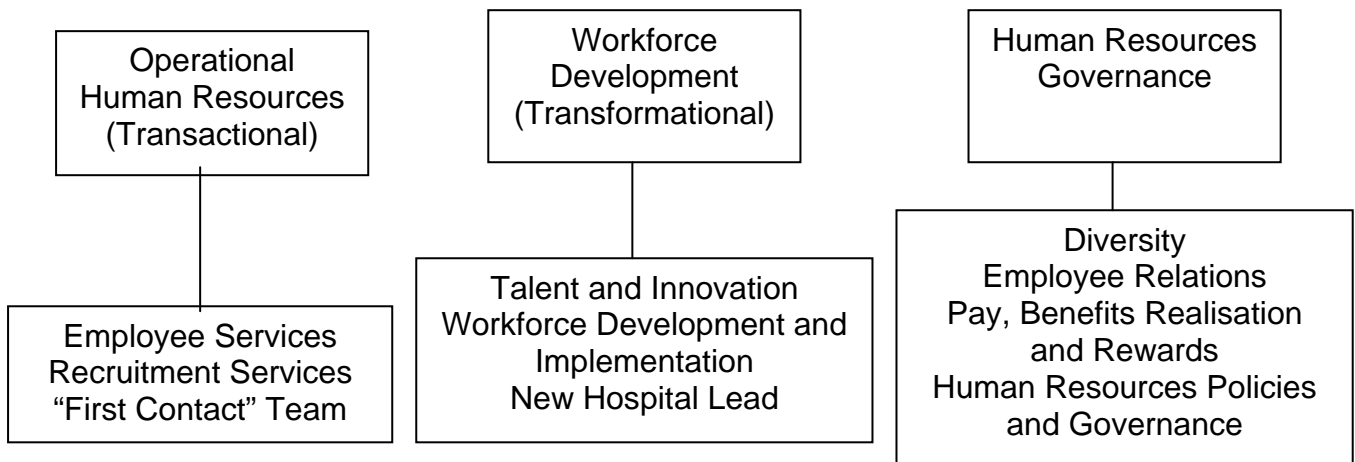 Operational
Human Resources
(Transactional)
Workforce
Development
(Transformational)
Human Resources
Governance
Employee Services
Recruitment Services
“First Contact” Team
Talent and Innovation
Workforce Development and
Implementation
New Hospital Lead
Diversity
Employee Relations
Pay, Benefits Realisation
and Rewards
Human Resources Policies
and Governance